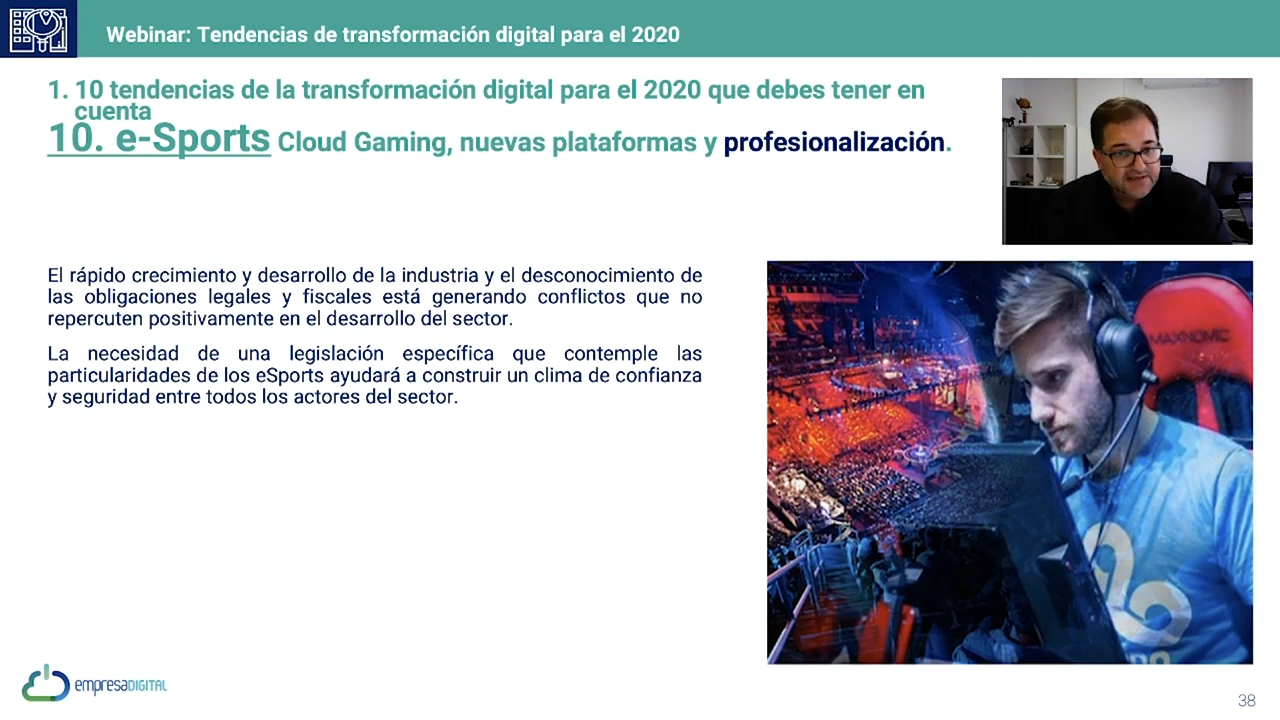 Webinar: Tendencias de transformación digital para el 2020
1. 10 tendencias de la transformación digital para el 2020 que debes tener en
cuenta
10. e-Sports Cloud Gaming, nuevas plataformas y profesionalización.
El rápido crecimiento y desarrollo de la industria y el desconocimiento de
las obligaciones legales y fiscales está generando conflictos que no
repercuten positivamente en el desarrollo del sector.
La necesidad de una legislación específica que contemple las
particularidades de los eSports ayudará a construir un clima de confianza
y seguridad entre todos los actores del sector.
MAXNOMIC
empresaDIGITAL
38